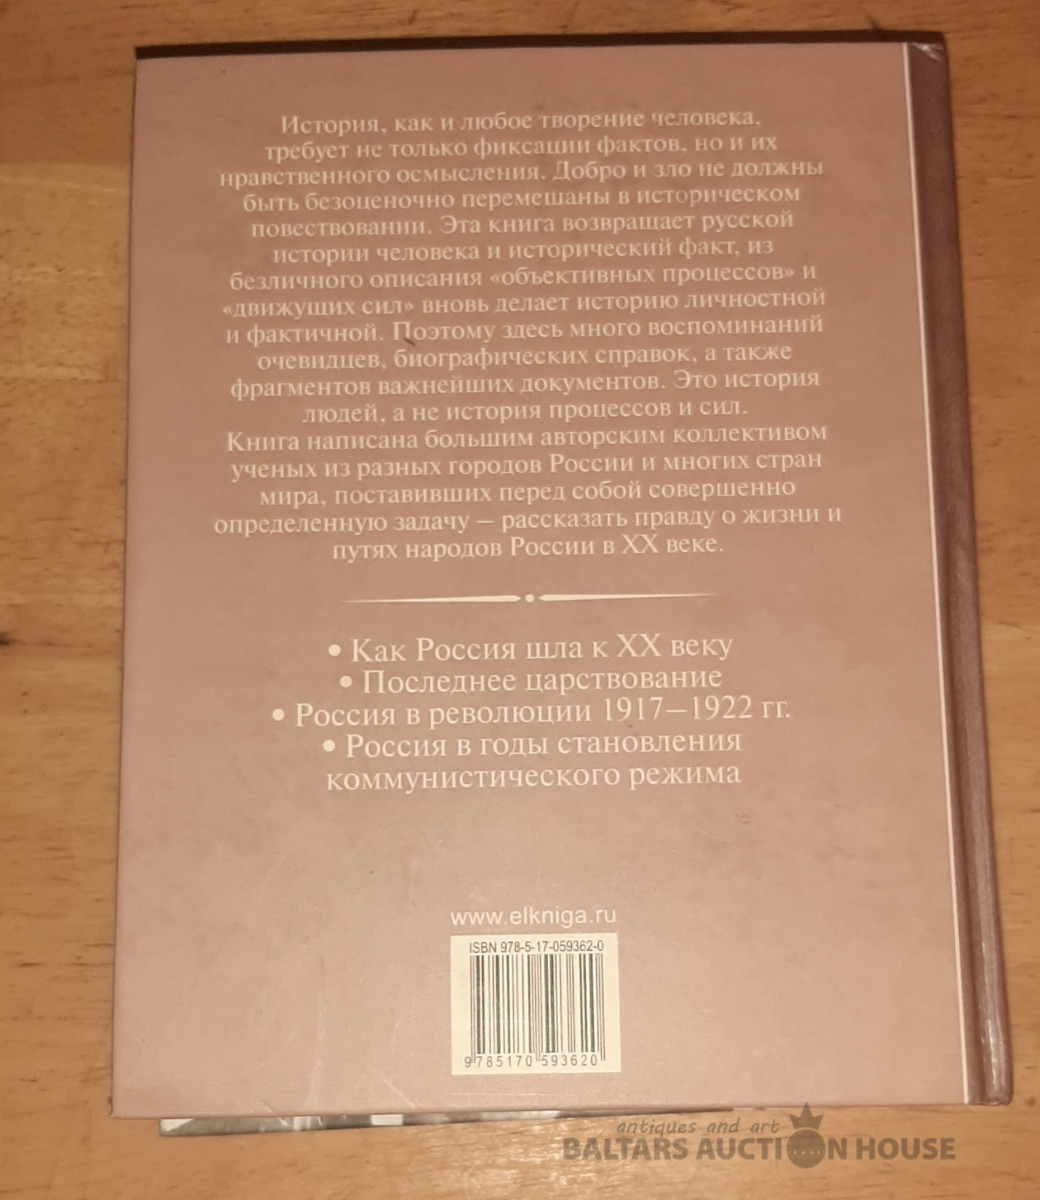 История, как и любое творение человека,
требует не только фиксации фактов, но и их
нравственного осмысления. Добро и зло не должны
быть безоценочно перемешаны в историческом
повествовании. Эта книга возвращает русской
истории человека и исторический факт, из
безличного описания «объективных процессов» и
«движущих сил» вновь делает историю личностной
и фактичной. Поэтому здесь много воспоминаний
очевидцев, биографических справок, а также
фрагментов важнейших документов. Это история
людей, а не история процессов и сил.
Книга написана большим авторским коллективом
ученых из разных городов России и многих стран
мира, поставивших перед собой совершенно
определенную задачу – рассказать правду о жизни и
путях народов России в XX веке.
• Как Россия шла к XX веку
• Последнее царствование
• Россия в революции 1917–1922 гг.
• Россия в годы становления
коммунистического режима
www.elkniga.ru
ISBN 978-5-17-059362-0
9 785170 593620
antiques and art
BALTARS AUCTION HOUSE